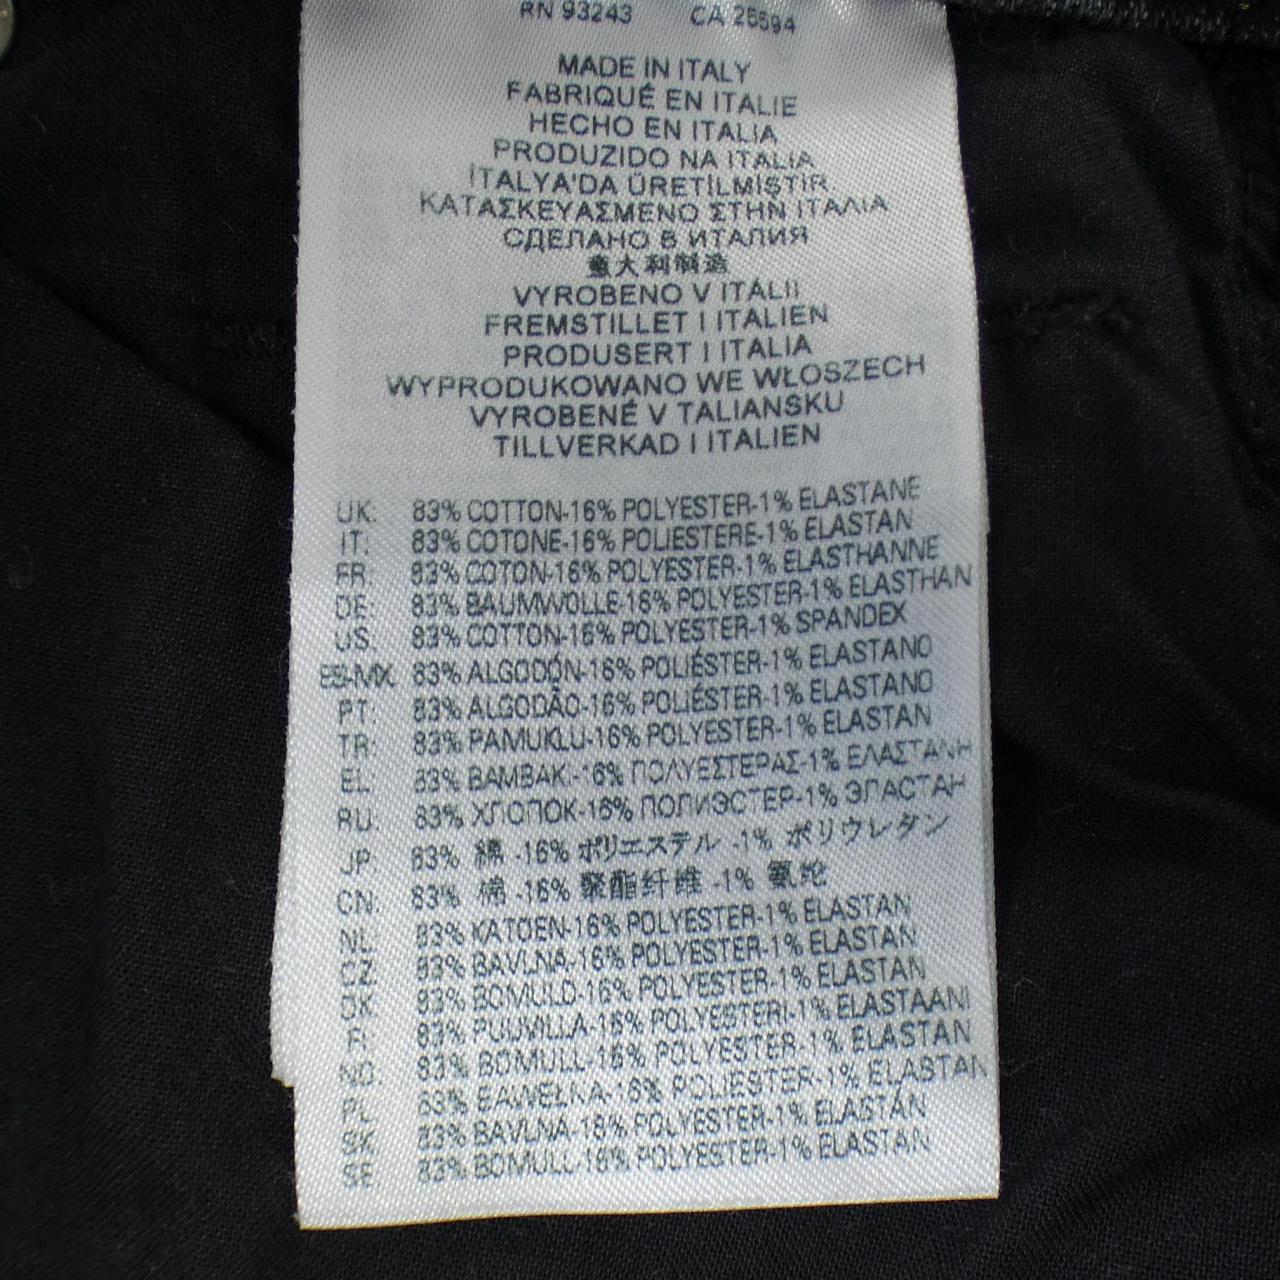 RN 93243 CA 26694
MADE IN ITALY
FABRIQUÉ EN ITALIE
HECHO EN ITALIA
PRODUZIDO NA ITALIA
İTALYA'DA ÜRETİLMİŞTİR
ΚΑΤΑΣΚΕΥΑΣΜΕΝΟ ΣΤΗΝ ΙΤΑΛΙΑ
СДЕЛАНО В ИТАЛИЯ
意大利制造
VYROBENO V ITÁLII
FREMSTILLET I ITALIEN
PRODUSERT I ITALIA
WYPRODUKOWANO WE WŁOSZECH
VYROBENÉ V TALIANSKU
TILLVERKAD I ITALIEN
UK: 83% COTTON-16% POLYESTER-1% ELASTANE
IT: 83% COTONE-16% POLIESTERE-1% ELASTAN
FR: 83% COTON-16% POLYESTER-1% ELASTHANNE
DE: 83% BAUMWOLLE-16% POLYESTER-1% ELASTHAN
US: 83% COTTON-16% POLYESTER-1% SPANDEX
ES-MX: 83% ALGODÓN-16% POLIÉSTER-1% ELASTANO
PT: 83% ALGODÃO-16% POLIÉSTER-1% ELASTANO
TR: 83% PAMUKLU-16% POLYESTER-1% ELASTAN
EL: 83% ΒΑΜΒΑΚΙ-16% ΠΟΛΥΕΣΤΕΡΑΣ-1% ΕΛΑΣΤΑΝΗ
RU: 83% ХЛОПОК-16% ПОЛИЭСТЕР-1% ЭЛАСТАН
JP: 83% 綿 -16% ポリエステル -1% ポリウレタン
CN: 83% 棉 -16% 聚酯纤维 -1% 氨纶
NL: 83% KATOEN-16% POLYESTER-1% ELASTAN
CZ: 83% BAVLNA-16% POLYESTER-1% ELASTAN
DK: 83% BOMULD-16% POLYESTER-1% ELASTAN
FI: 83% PUUVILLA-16% POLYESTERI-1% ELASTAANI
NO: 83% BOMULL-16% POLYESTER-1% ELASTAN
PL: 83% BAWEŁNA-16% POLIESTER-1% ELASTAN
SK: 83% BAVLNA-16% POLYESTER-1% ELASTÁN
SE: 83% BOMULL-16% POLYESTER-1% ELASTAN